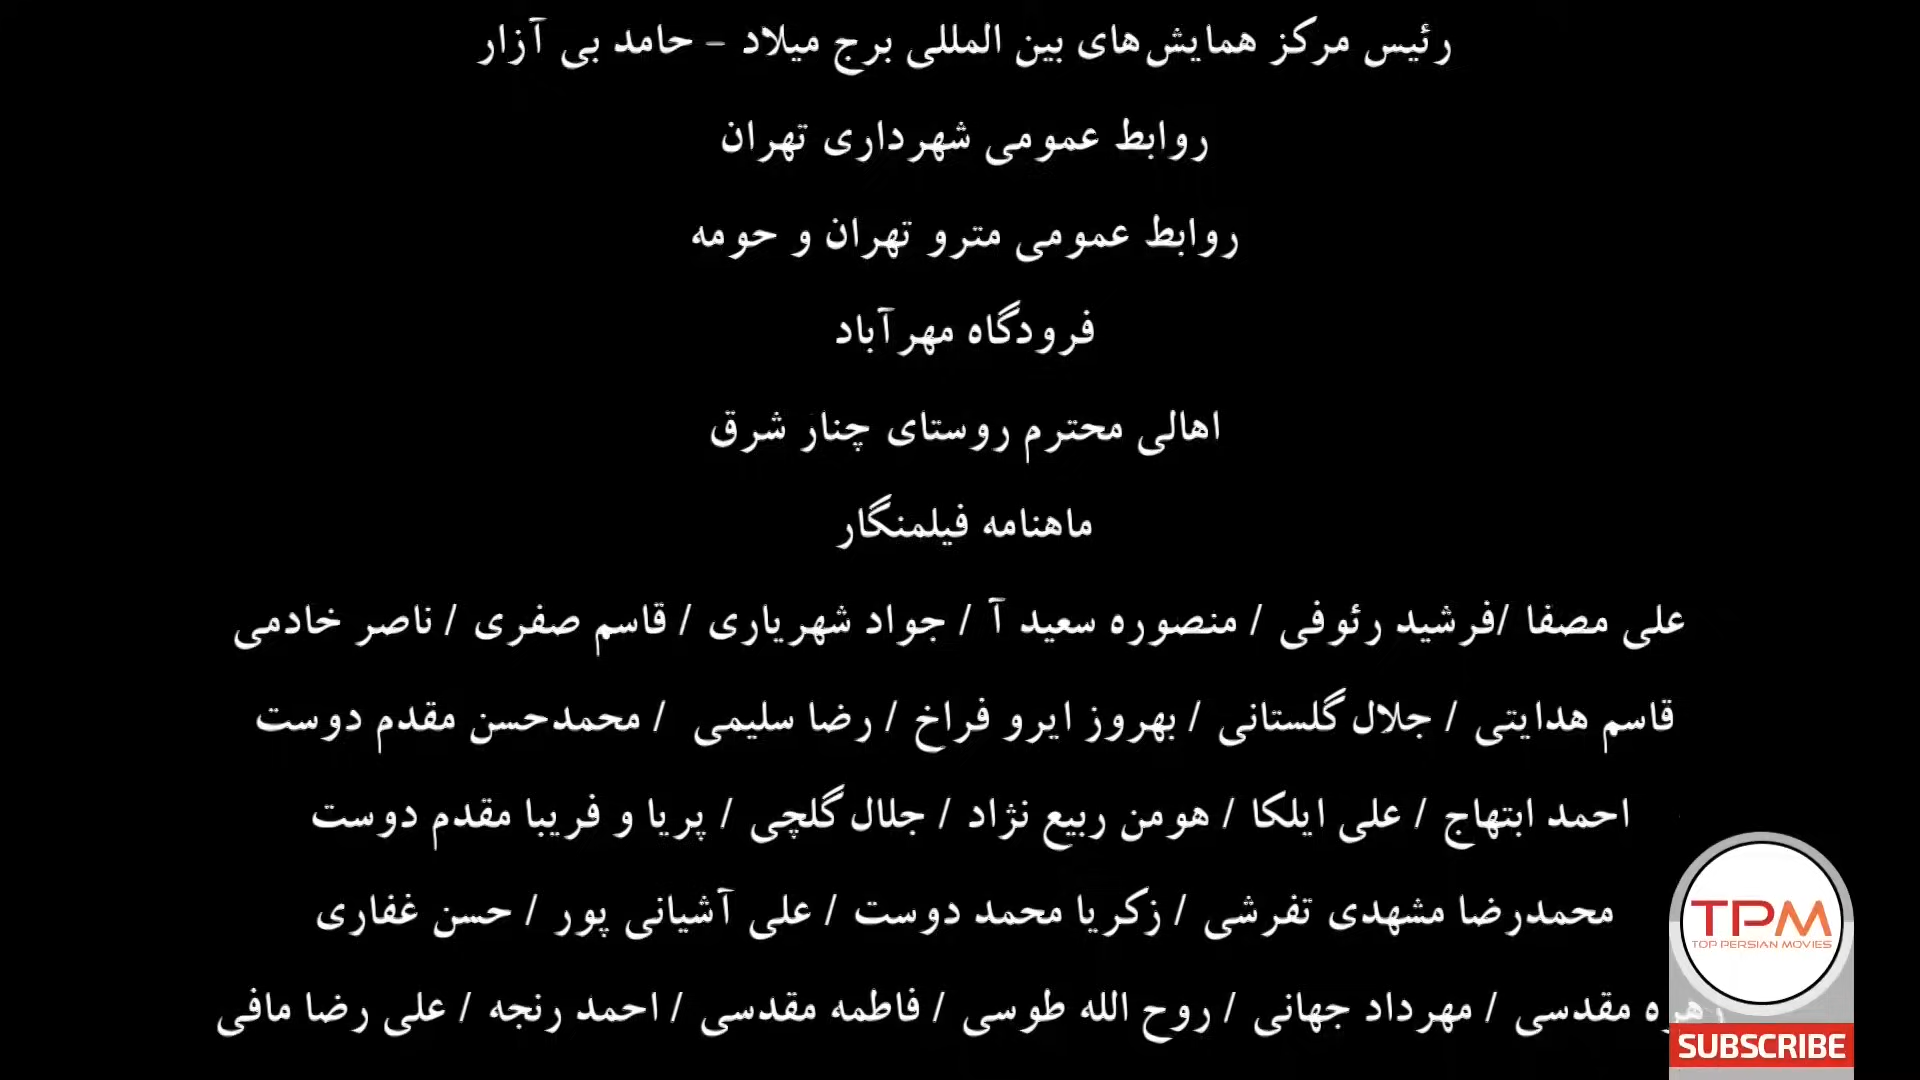 رئیس مرکز همایش‌های بین المللی برج میلاد - حامد بی آزار
روابط عمومی شهرداری تهران
روابط عمومی مترو تهران و حومه
فرودگاه مهرآباد
اهالی محترم روستای چنار شرق
ماهنامه فیلمنگار
علی مصفا /فرشید رئوفی / منصوره سعید آ / جواد شهریاری / قاسم صفری / ناصر خادمی
قاسم هدایتی / جلال گلستانی / بهروز ایرو فراخ / رضا سلیمی / محمدحسن مقدم دوست
احمد ابتهاج / علی ایلکا / هومن ربیع نژاد / جلال گلچی / پریا و فریبا مقدم دوست
محمدرضا مشهدی تفرشی / زکریا محمد دوست / علی آشیانی پور / حسن غفاری
زهره مقدسی / مهرداد جهانی / روح الله طوسی / فاطمه مقدسی / احمد رنجه / علی رضا مافی
TPM
TOP PERSIAN MOVIES
SUBSCRIBE